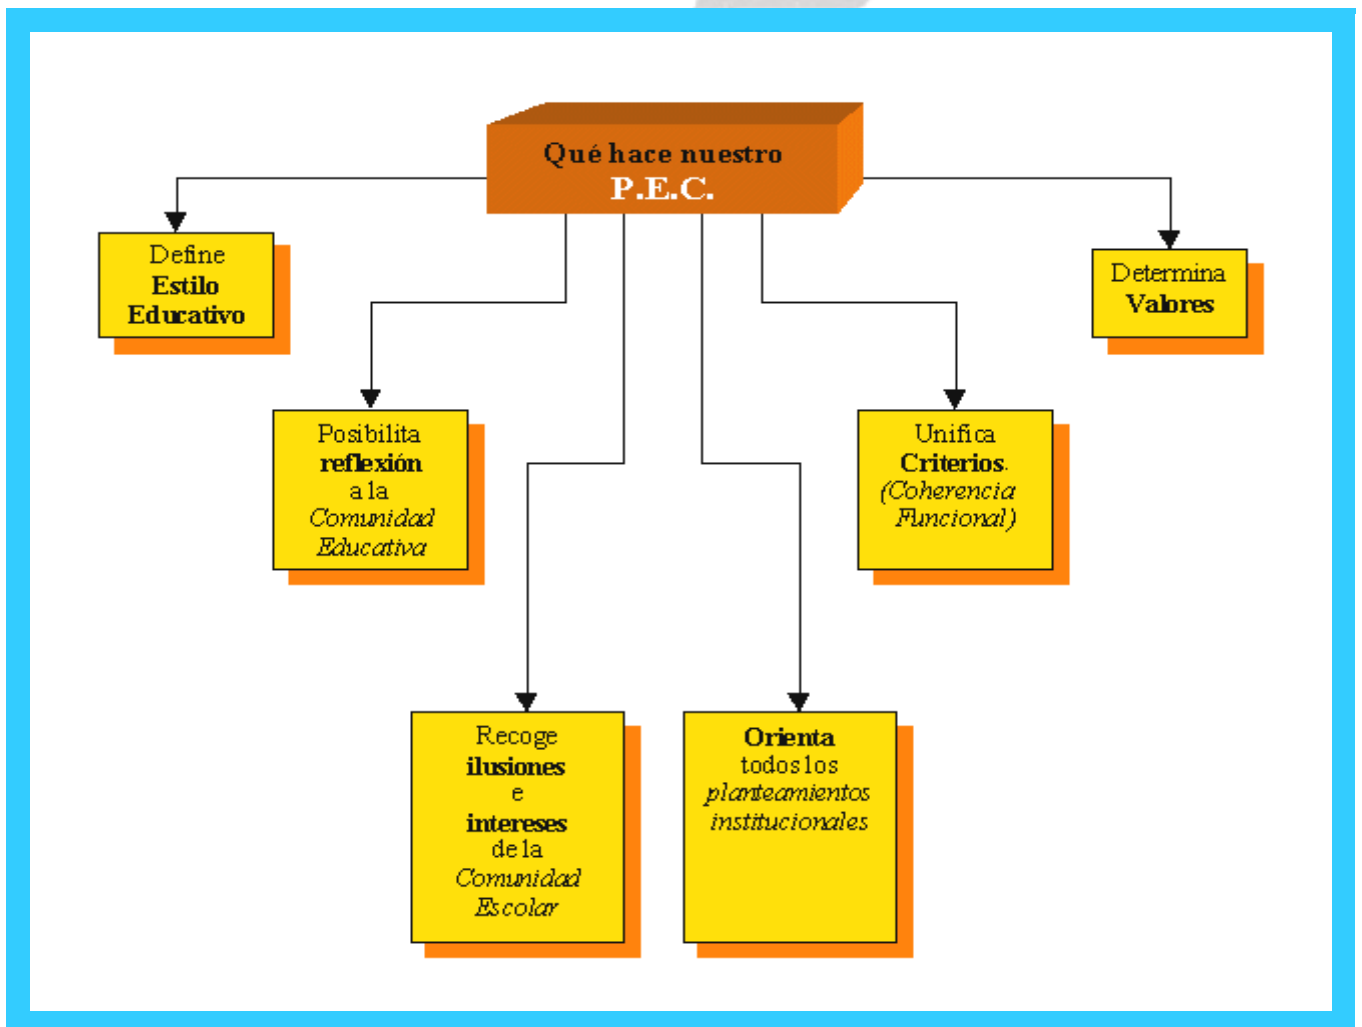 Qué hace nuestro
P.E.C.
Define
Estilo
Educativo
Determina
Valores
Posibilita
reflexión
a la
Comunidad
Educativa
Unifica
Criterios.
(Coherencia
Funcional)
Recoge
ilusiones
e
intereses
de la
Comunidad
Escolar
Orienta
todos los
planteamientos
institucionales